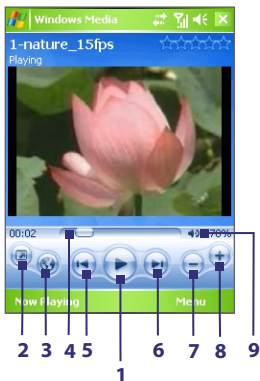 Windows Media
1-nature_15fps
Playing
00:02 70%
Now Playing Menu
2 3 4 5 1 6 7 8 9